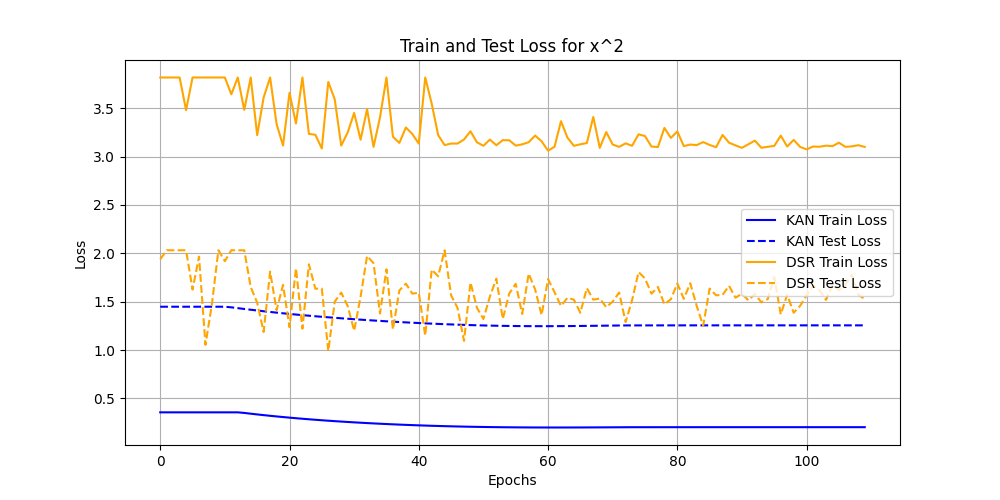 Train and Test Loss for x^2
Loss
3.5
3.0
2.5
2.0
1.5
1.0
0.5
KAN Train Loss
KAN Test Loss
DSR Train Loss
DSR Test Loss
0 20 40 60 80 100
Epochs